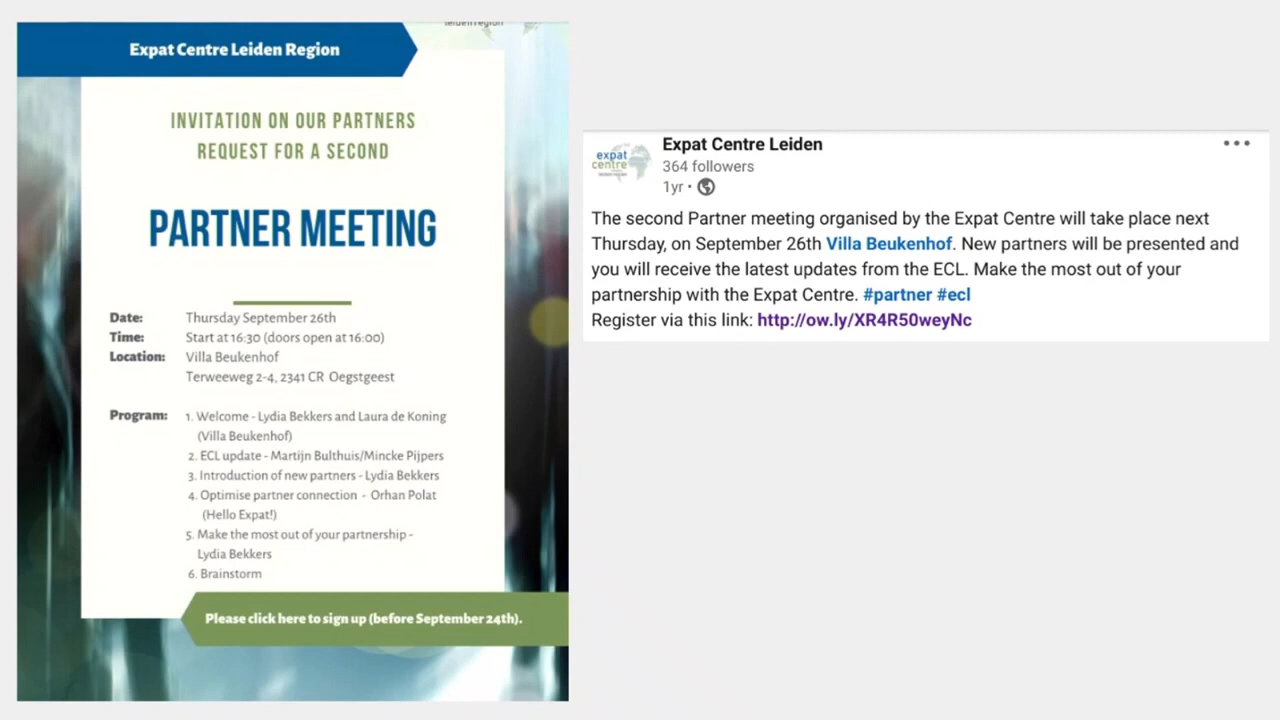 leiden region
Expat Centre Leiden Region
INVITATION ON OUR PARTNERS
REQUEST FOR A SECOND
PARTNER MEETING
Date: Thursday September 26th
Time: Start at 16:30 (doors open at 16:00)
Location: Villa Beukenhof
Terweeweg 2-4, 2341 CR Oegstgeest
Program: 1. Welcome - Lydia Bekkers and Laura de Koning
(Villa Beukenhof)
2. ECL update - Martijn Bulthuis/Mincke Pijpers
3. Introduction of new partners - Lydia Bekkers
4. Optimise partner connection - Orhan Polat
(Hello Expat!)
5. Make the most out of your partnership -
Lydia Bekkers
6. Brainstorm
Please click here to sign up (before September 24th).
expat
centre
Expat Centre Leiden
364 followers
1yr •
The second Partner meeting organised by the Expat Centre will take place next
Thursday, on September 26th Villa Beukenhof. New partners will be presented and
you will receive the latest updates from the ECL. Make the most out of your
partnership with the Expat Centre. #partner #ecl
Register via this link: http://ow.ly/XR4R50weyNc